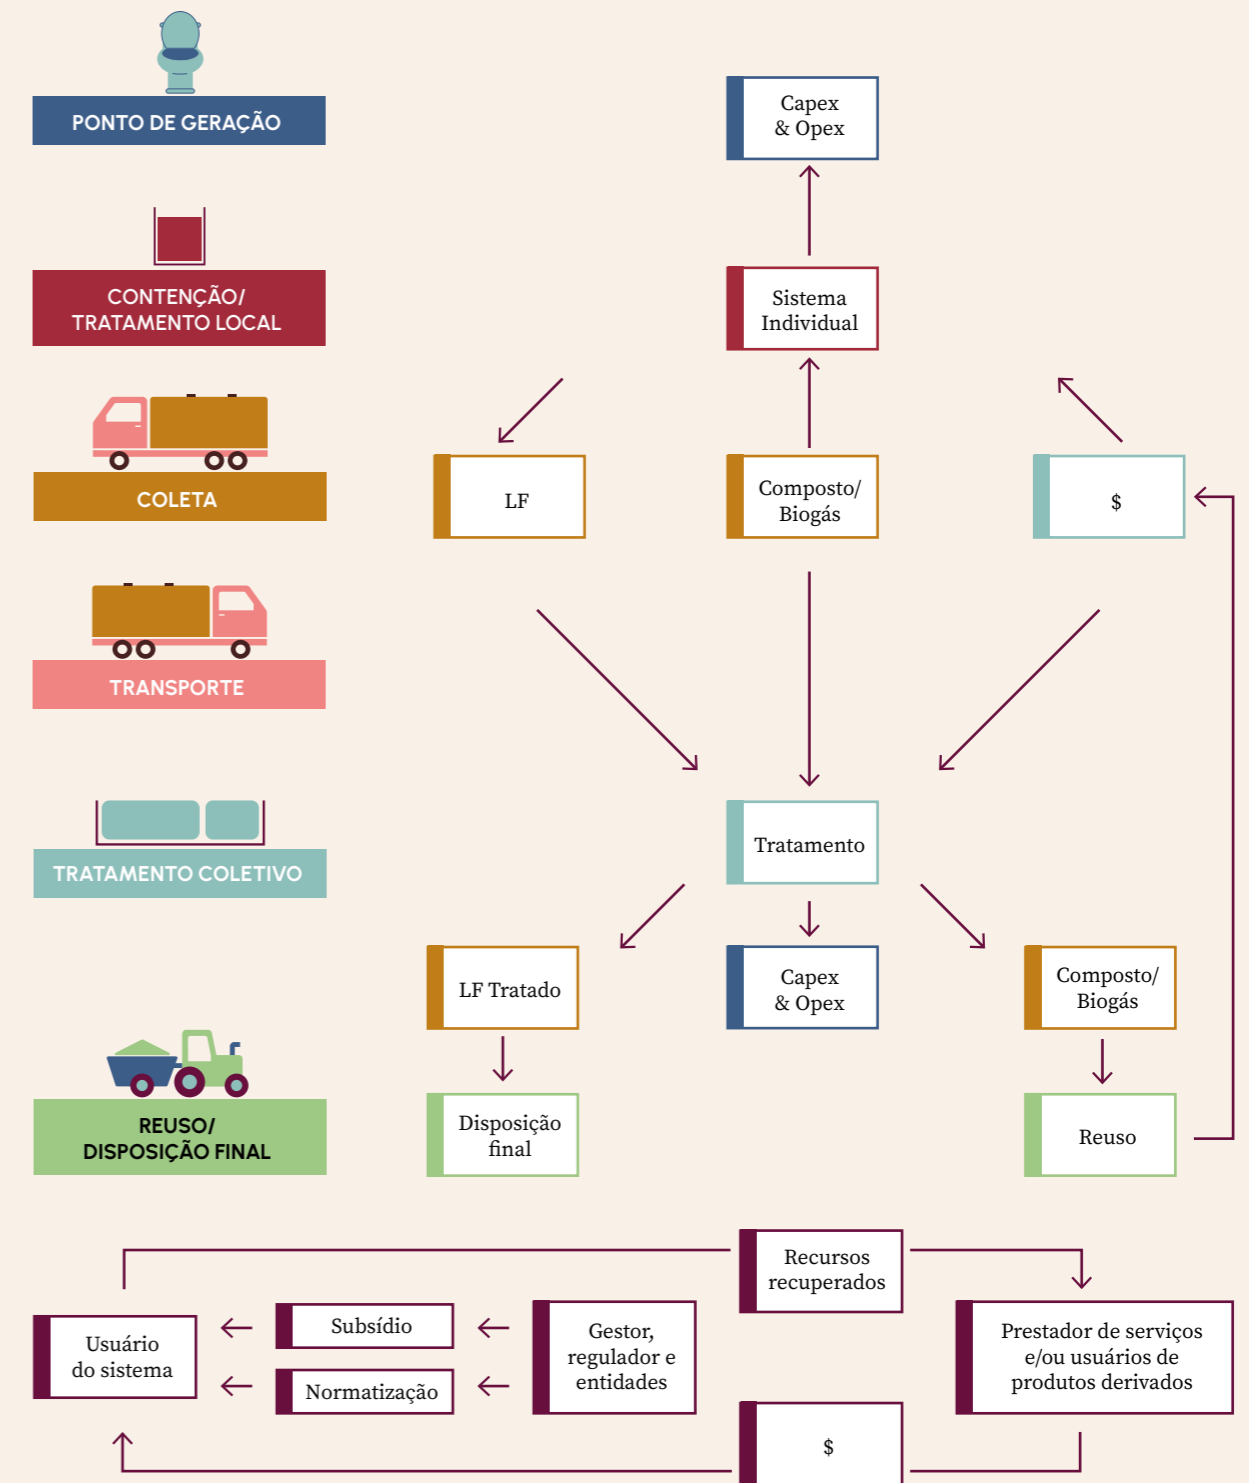 PONTO DE GERAÇÃO
Capex
& Opex
CONTENÇÃO/
TRATAMENTO LOCAL
Sistema
Individual
COLETA
LF
Composto/
Biogás
$
TRANSPORTE
TRATAMENTO COLETIVO
Tratamento
LF Tratado
Capex
& Opex
Composto/
Biogás
REUSO/
DISPOSIÇÃO FINAL
Disposição
final
Reuso
Recursos
recuperados
Usuário
do sistema
Subsídio
Normatização
Gestor,
regulador e
entidades
Prestador de serviços
e/ou usuários de
produtos derivados
$